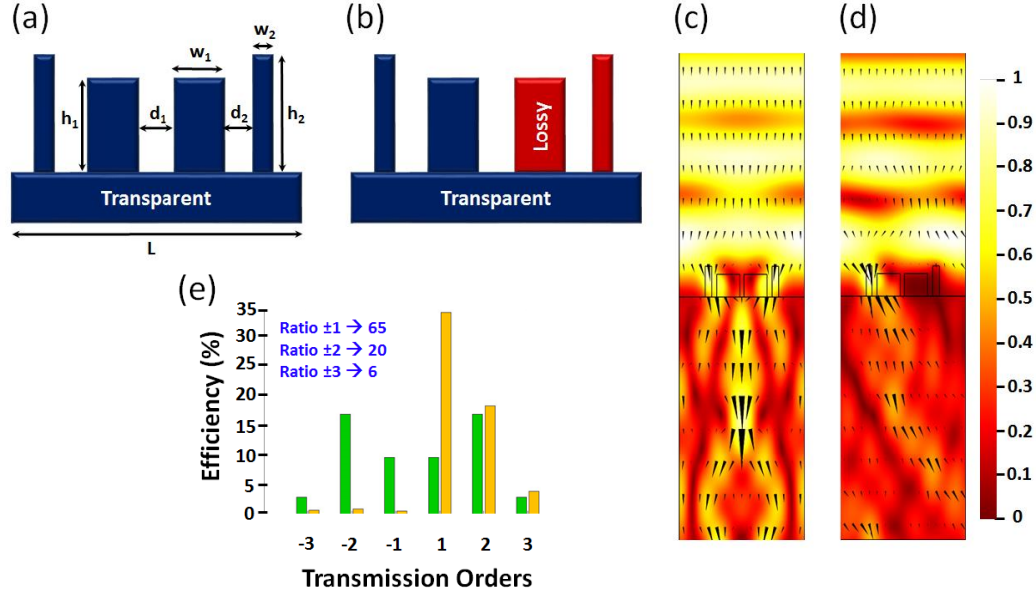 (a)
w₂
w₁
h₁
d₁
d₂
h₂
Transparent
L
(b)
Lossy
Transparent
(c)
(d)
1
0.9
0.8
0.7
0.6
0.5
0.4
0.3
0.2
0.1
0
(e)
35
30
25
20
15
10
5
0
Efficiency (%)
Ratio ±1 → 65
Ratio ±2 → 20
Ratio ±3 → 6
-3 -2 -1 1 2 3
Transmission Orders